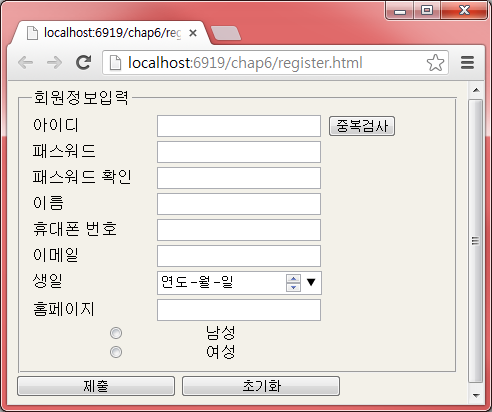 localhost:6919/chap6/reg
localhost:6919/chap6/register.html
회원정보입력
아이디 중복검사
패스워드
패스워드 확인
이름
휴대폰 번호
이메일
생일 연도-월-일
홈페이지
남성
여성
제출 초기화